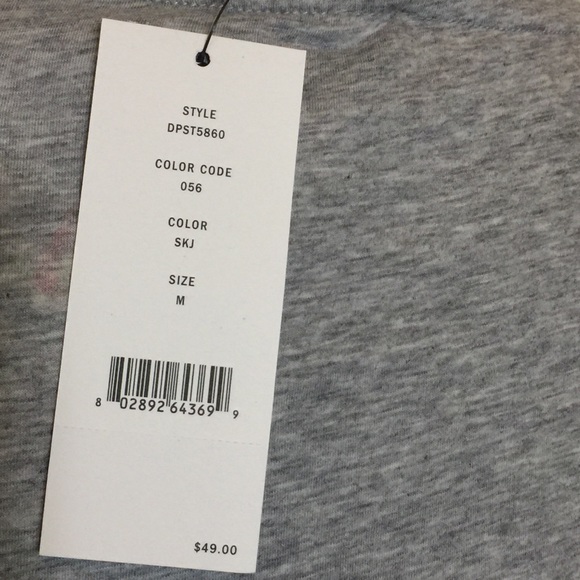 STYLE
DPST5860
COLOR CODE
056
COLOR
SKJ
SIZE
M
8 02892 64369 9
$49.00